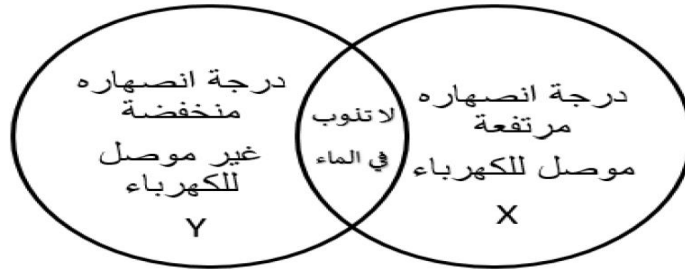 درجة انصهاره
مرتفعة
موصل للكهرباء
X
لا تذوب
في الماء
درجة انصهاره
منخفضة
غير موصل
للكهرباء
Y